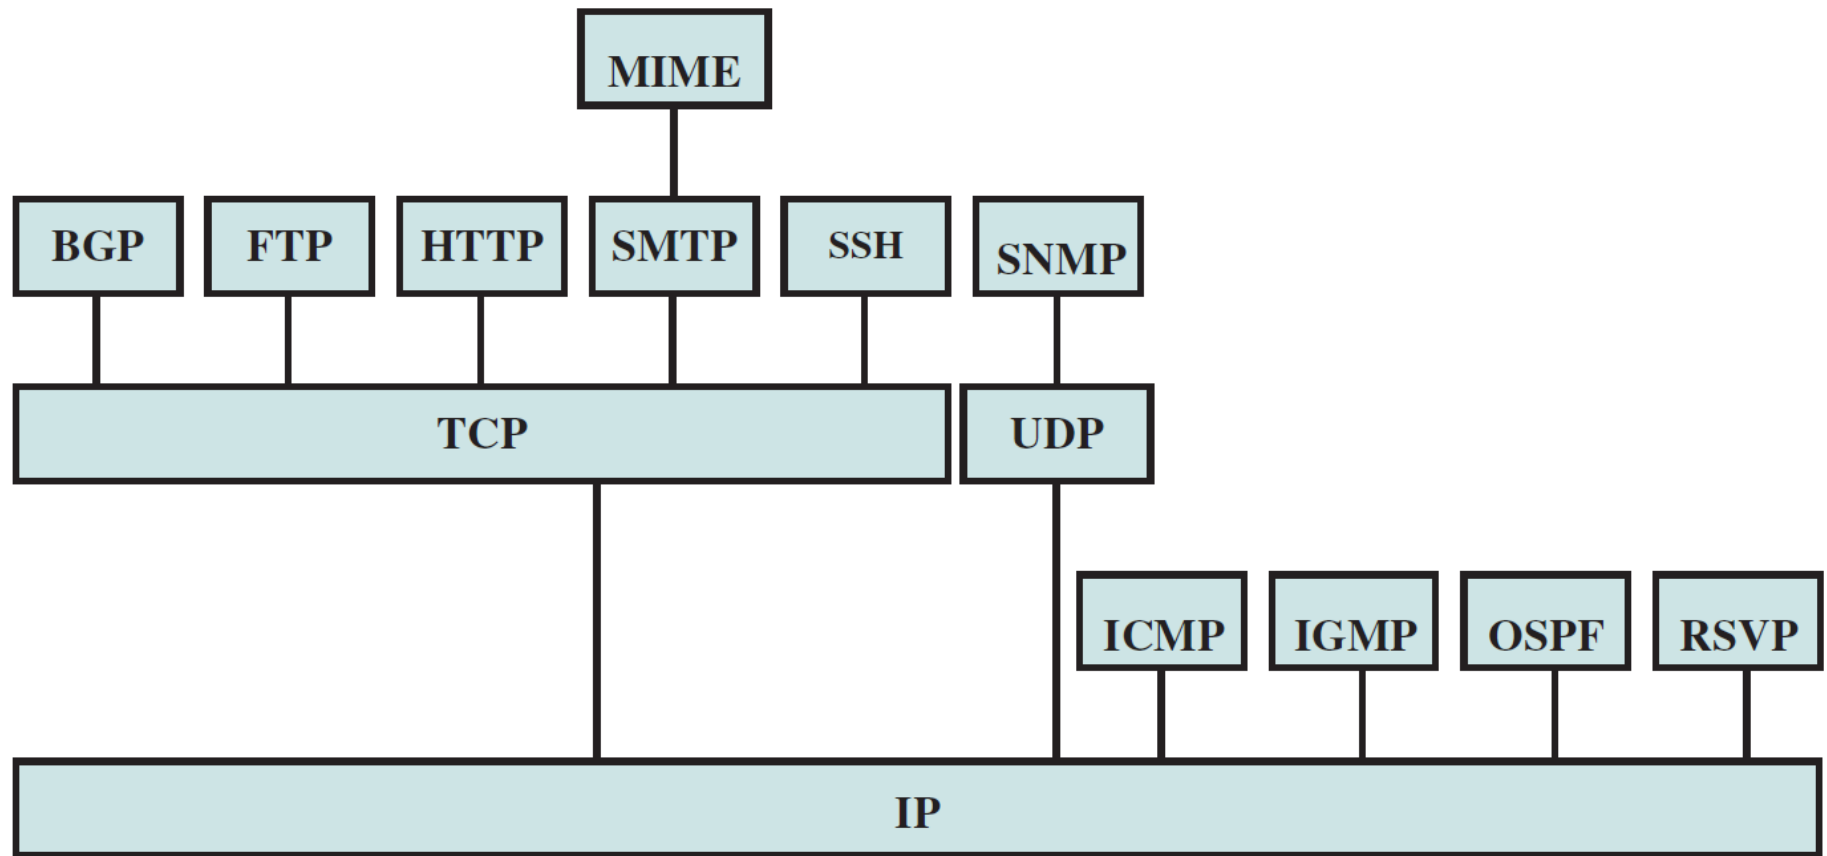 MIME
BGP
FTP
HTTP
SMTP
SSH
SNMP
TCP
UDP
ICMP
IGMP
OSPF
RSVP
IP